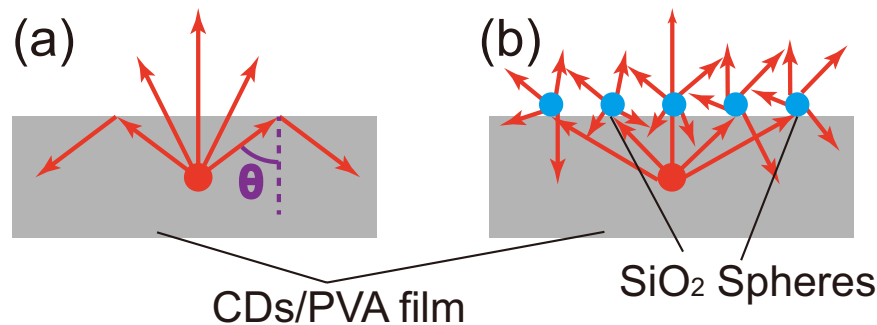 (a)
(b)
θ
SiO₂ Spheres
CDs/PVA film